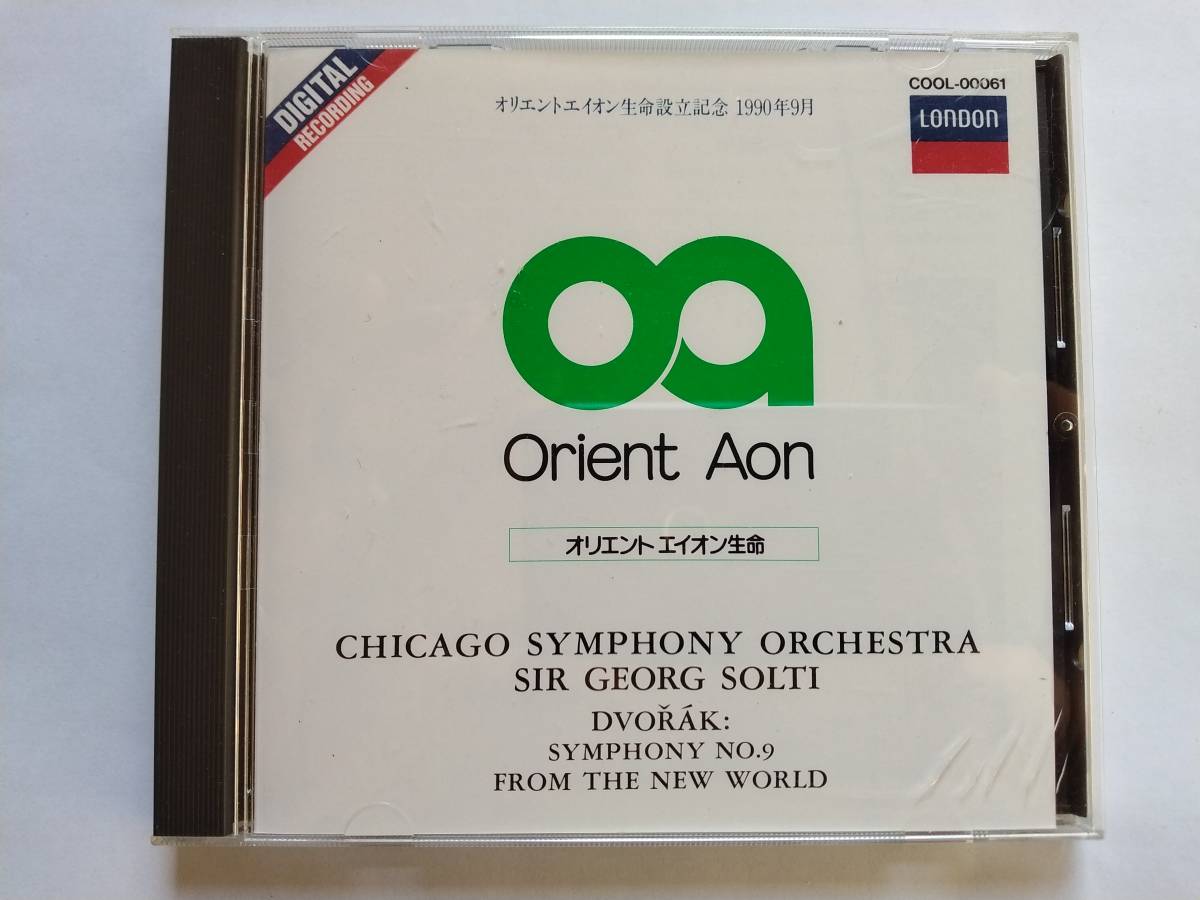 DIGITAL
RECORDING
オリエントエイオン生命設立記念 1990年9月
COOL-00061
LONDON
oa
Orient Aon
オリエント エイオン生命
CHICAGO SYMPHONY ORCHESTRA
SIR GEORG SOLTI
DVOŘÁK:
SYMPHONY NO.9
FROM THE NEW WORLD